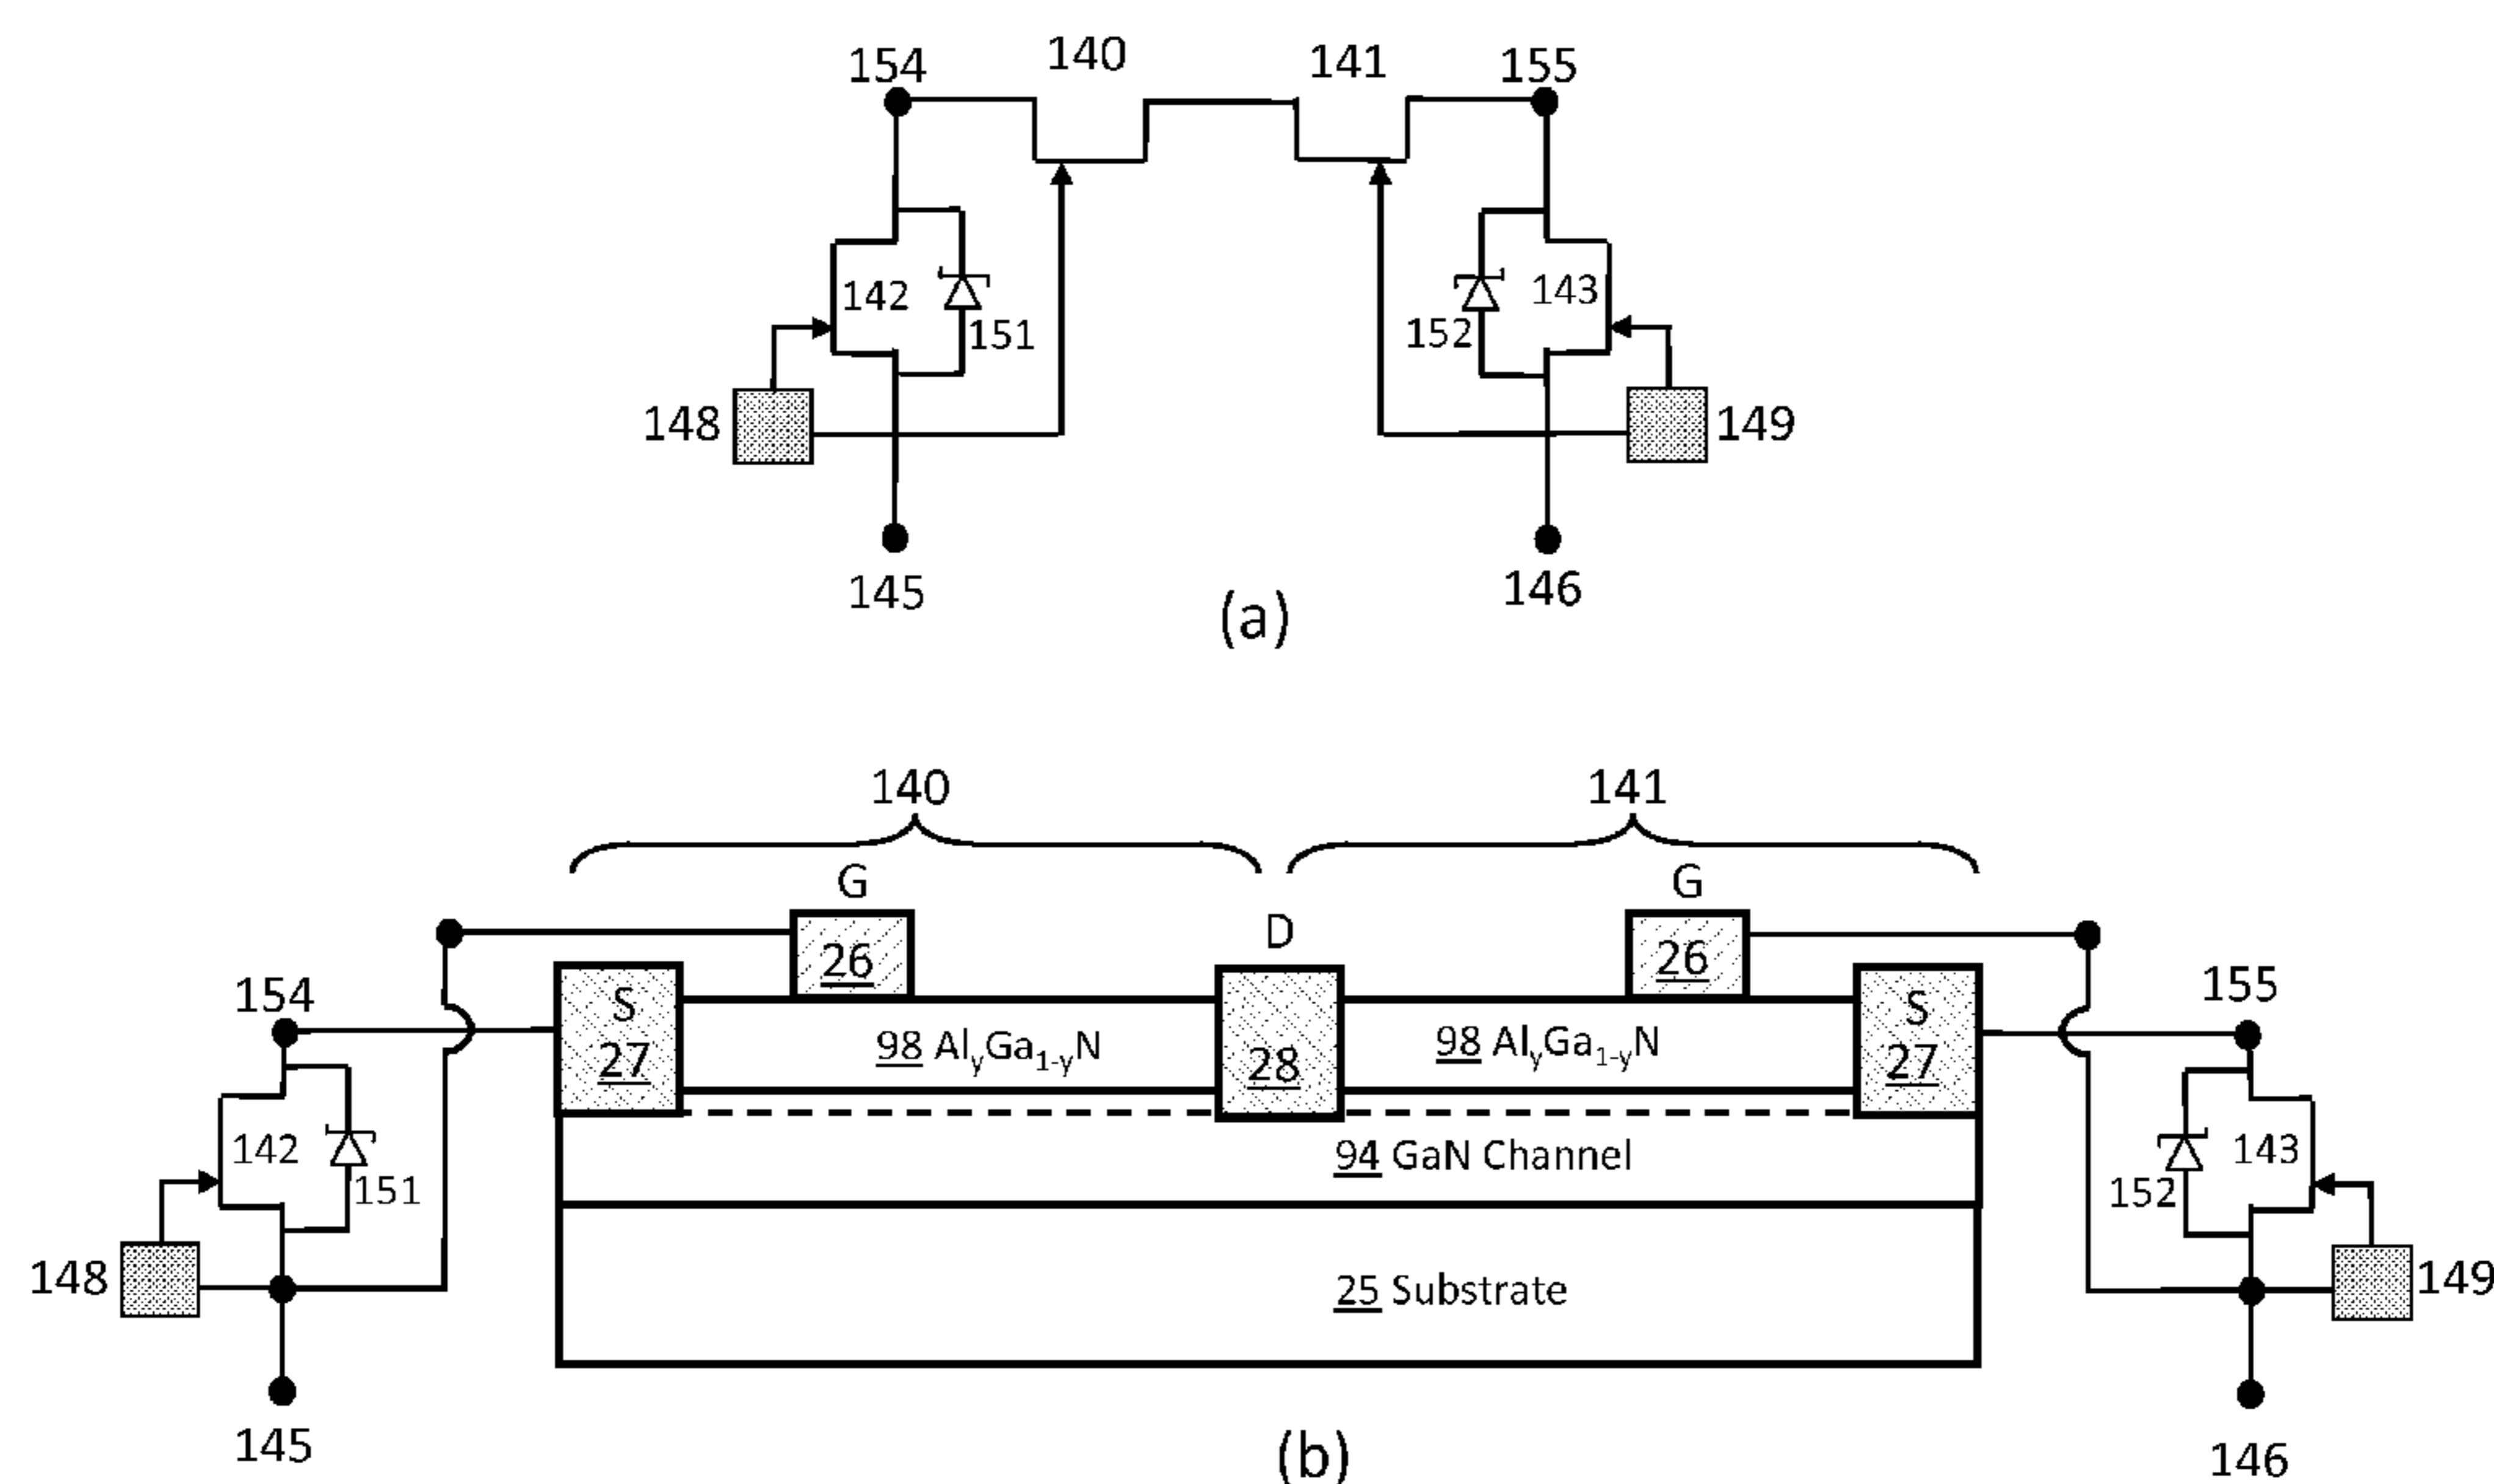 154 140 141 155
142 151 152 143
148 149
145 146
(a)
140 141
G G
D
26 26
154 155
S S
27 98 AlyGa1-yN 28 98 AlyGa1-yN 27
142 151 94 GaN Channel 152 143
148 25 Substrate 149
145 146
(b)